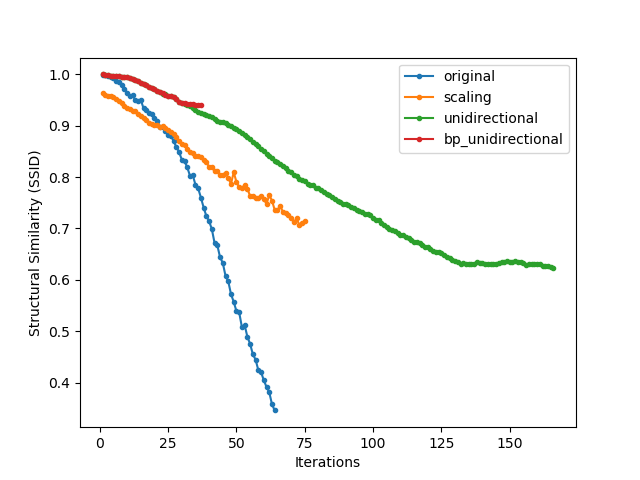 original
scaling
unidirectional
bp_unidirectional
Structural Similarity (SSID)
1.0
0.9
0.8
0.7
0.6
0.5
0.4
0
25
50
75
100
125
150
Iterations